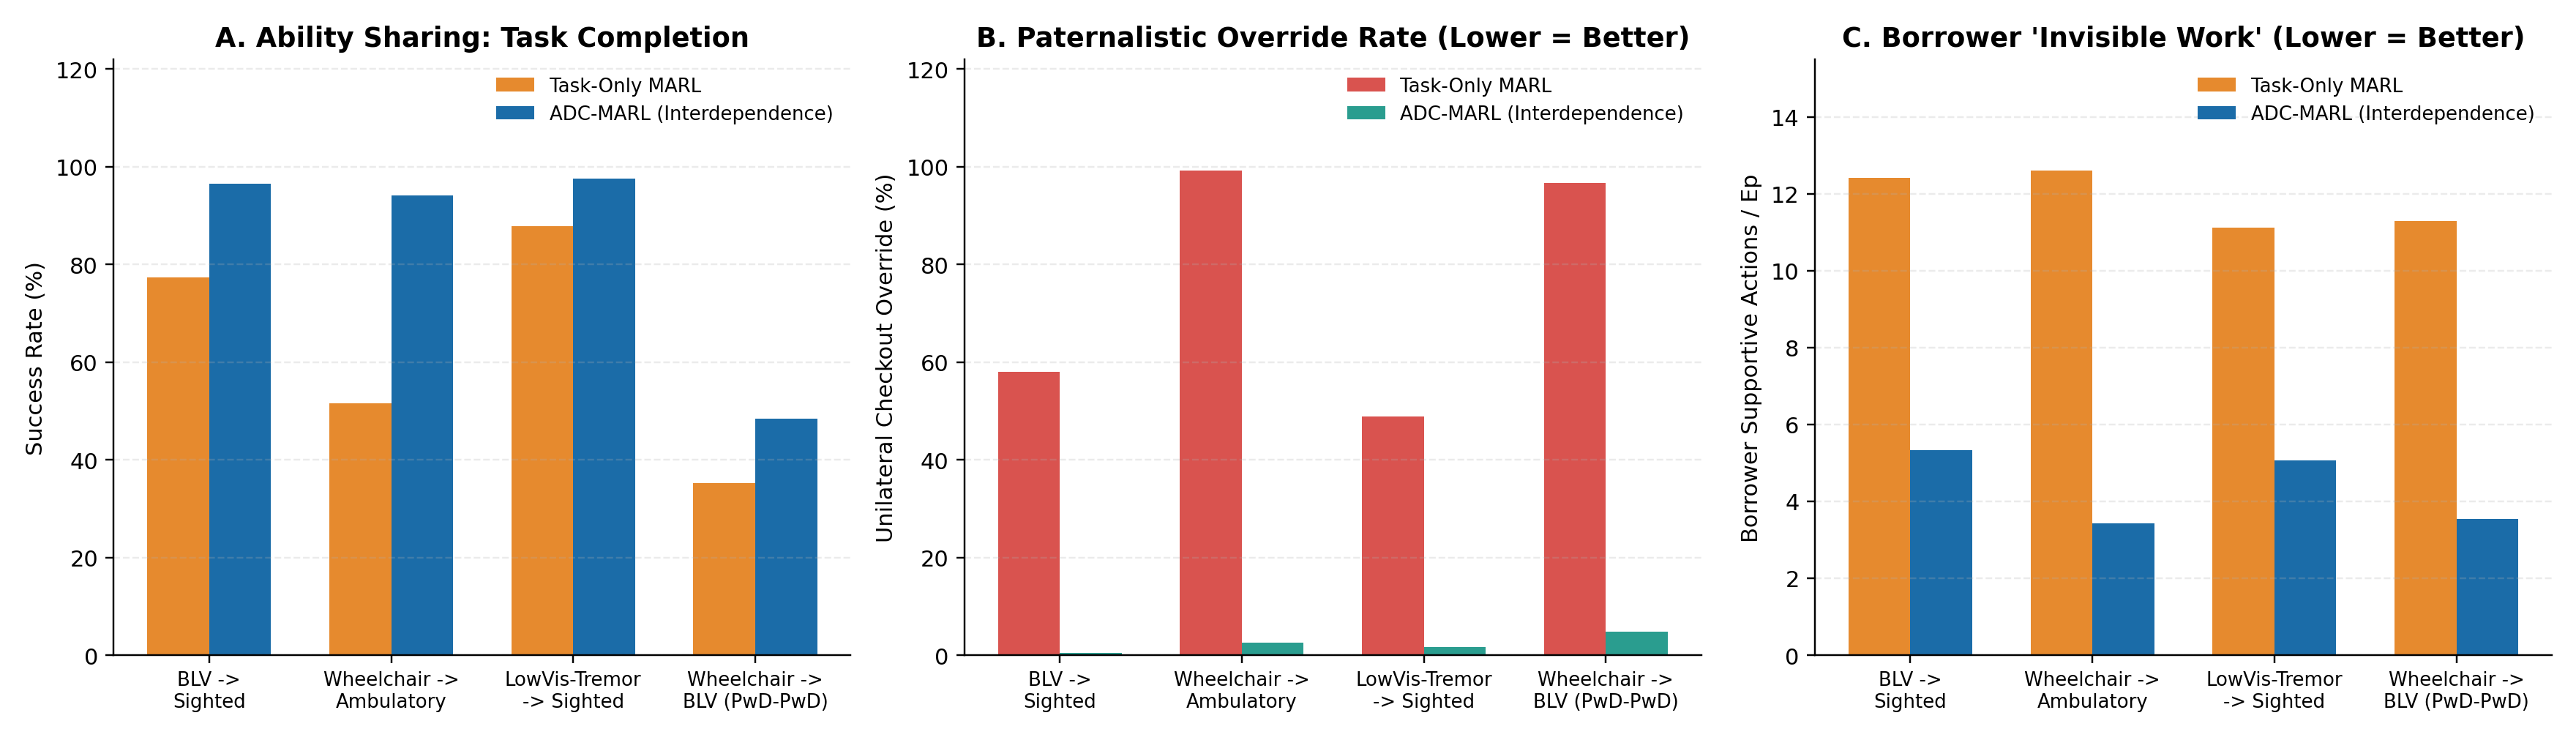 A. Ability Sharing: Task Completion
Success Rate (%)
120
100
80
60
40
20
0
Task-Only MARL
ADC-MARL (Interdependence)
BLV ->
Sighted
Wheelchair ->
Ambulatory
LowVis-Tremor
-> Sighted
Wheelchair ->
BLV (PwD-PwD)
B. Paternalistic Override Rate (Lower = Better)
Unilateral Checkout Override (%)
120
100
80
60
40
20
0
Task-Only MARL
ADC-MARL (Interdependence)
BLV ->
Sighted
Wheelchair ->
Ambulatory
LowVis-Tremor
-> Sighted
Wheelchair ->
BLV (PwD-PwD)
C. Borrower 'Invisible Work' (Lower = Better)
Borrower Supportive Actions / Ep
14
12
10
8
6
4
2
0
Task-Only MARL
ADC-MARL (Interdependence)
BLV ->
Sighted
Wheelchair ->
Ambulatory
LowVis-Tremor
-> Sighted
Wheelchair ->
BLV (PwD-PwD)